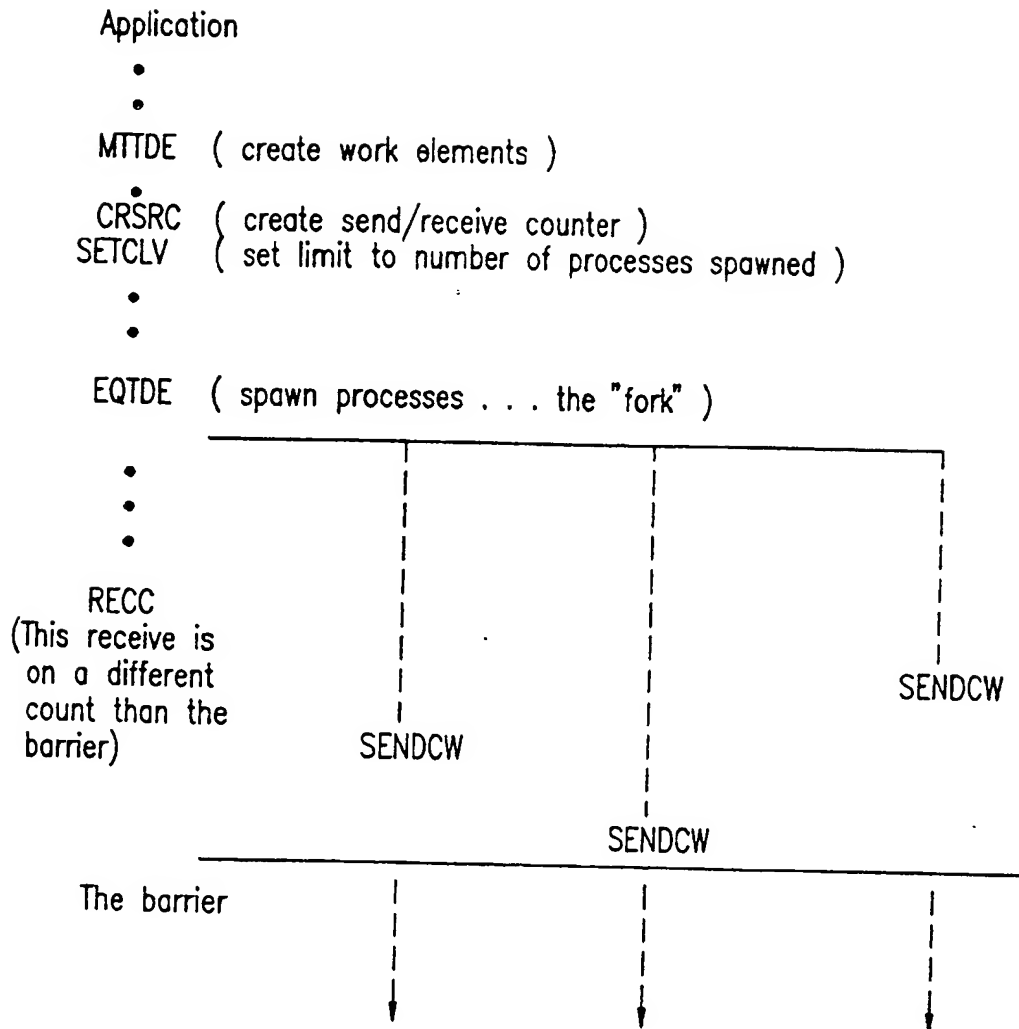 Application
MTTDE ( create work elements )
CRSRC ( create send/receive counter )
SETCLV ( set limit to number of processes spawned )
EQTDE ( spawn processes . . . the "fork" )
RECC
(This receive is
on a different
count than the
barrier)
SENDCW
SENDCW
SENDCW
The barrier